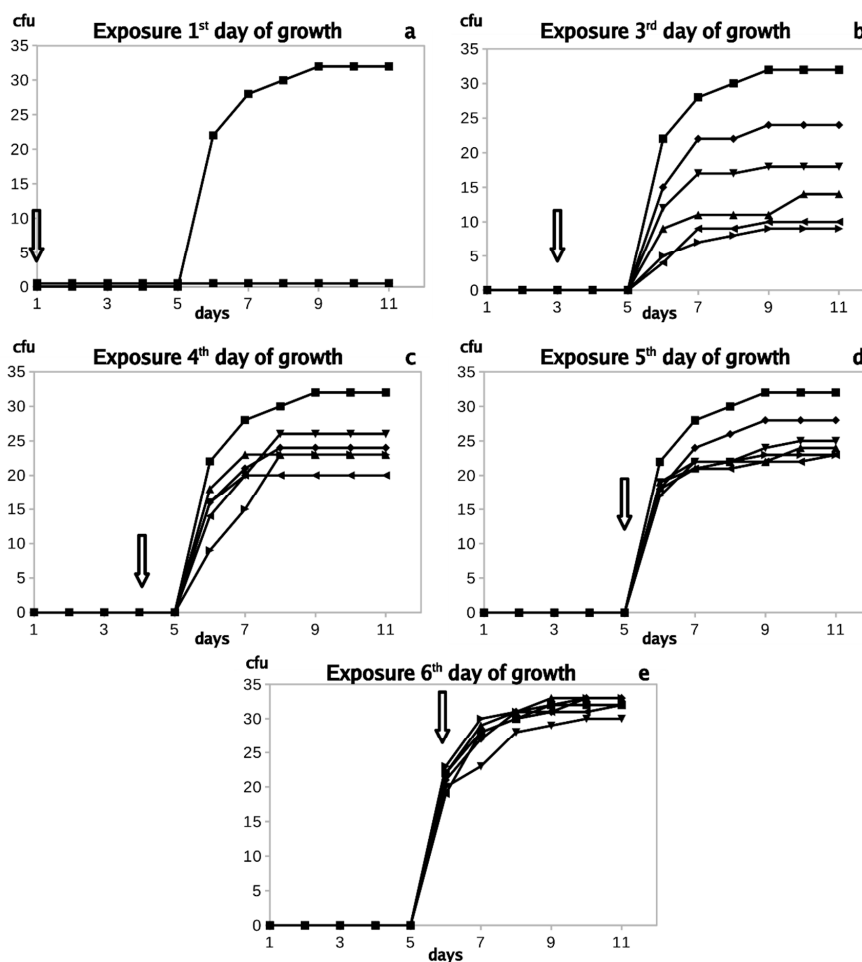 cfu
Exposure 1st day of growth a
35
30
25
20
15
10
5
0
1 3 5 7 9 11
days
cfu
Exposure 3rd day of growth b
35
30
25
20
15
10
5
0
1 3 5 7 9 11
days
cfu
Exposure 4th day of growth c
35
30
25
20
15
10
5
0
1 3 5 7 9 11
days
cfu
Exposure 5th day of growth d
35
30
25
20
15
10
5
0
1 3 5 7 9 11
days
cfu
Exposure 6th day of growth e
35
30
25
20
15
10
5
0
1 3 5 7 9 11
days